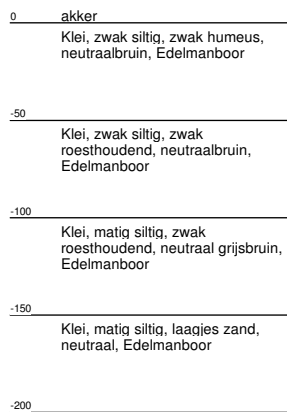 0 akker
Klei, zwak siltig, zwak humeus,
neutraalbruin, Edelmanboor
-50
Klei, zwak siltig, zwak
roesthoudend, neutraalbruin,
Edelmanboor
-100
Klei, matig siltig, zwak
roesthoudend, neutraal grijsbruin,
Edelmanboor
-150
Klei, matig siltig, laagjes zand,
neutraal, Edelmanboor
-200